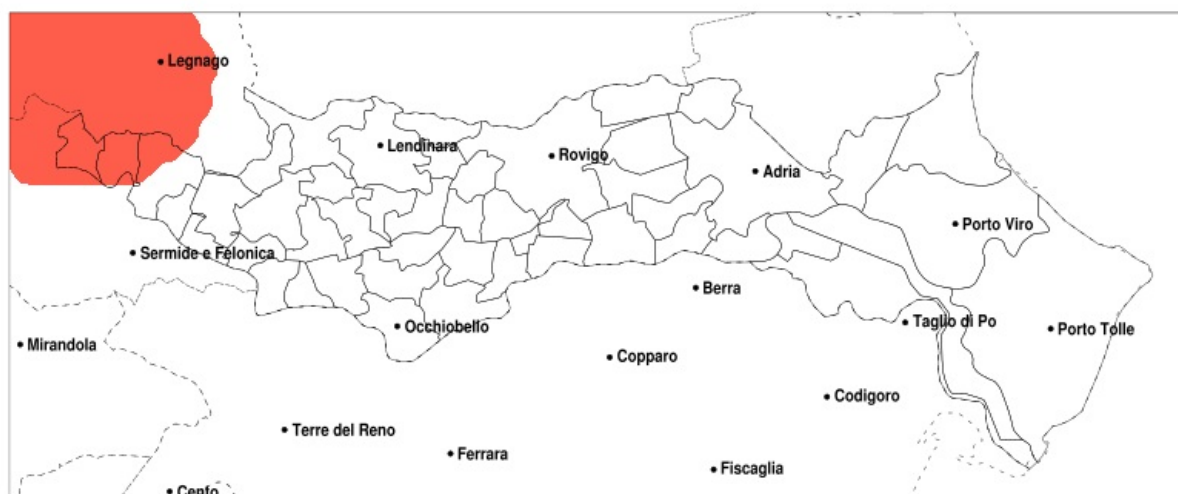 Legnago
Lendinara
Rovigo
Adria
Porto Viro
Sermide e Felonica
Berra
Occhiobello
Taglio di Po
Porto Tolle
Mirandola
Copparo
Codigoro
Terre del Reno
Ferrara
Fiscaglia
Cento